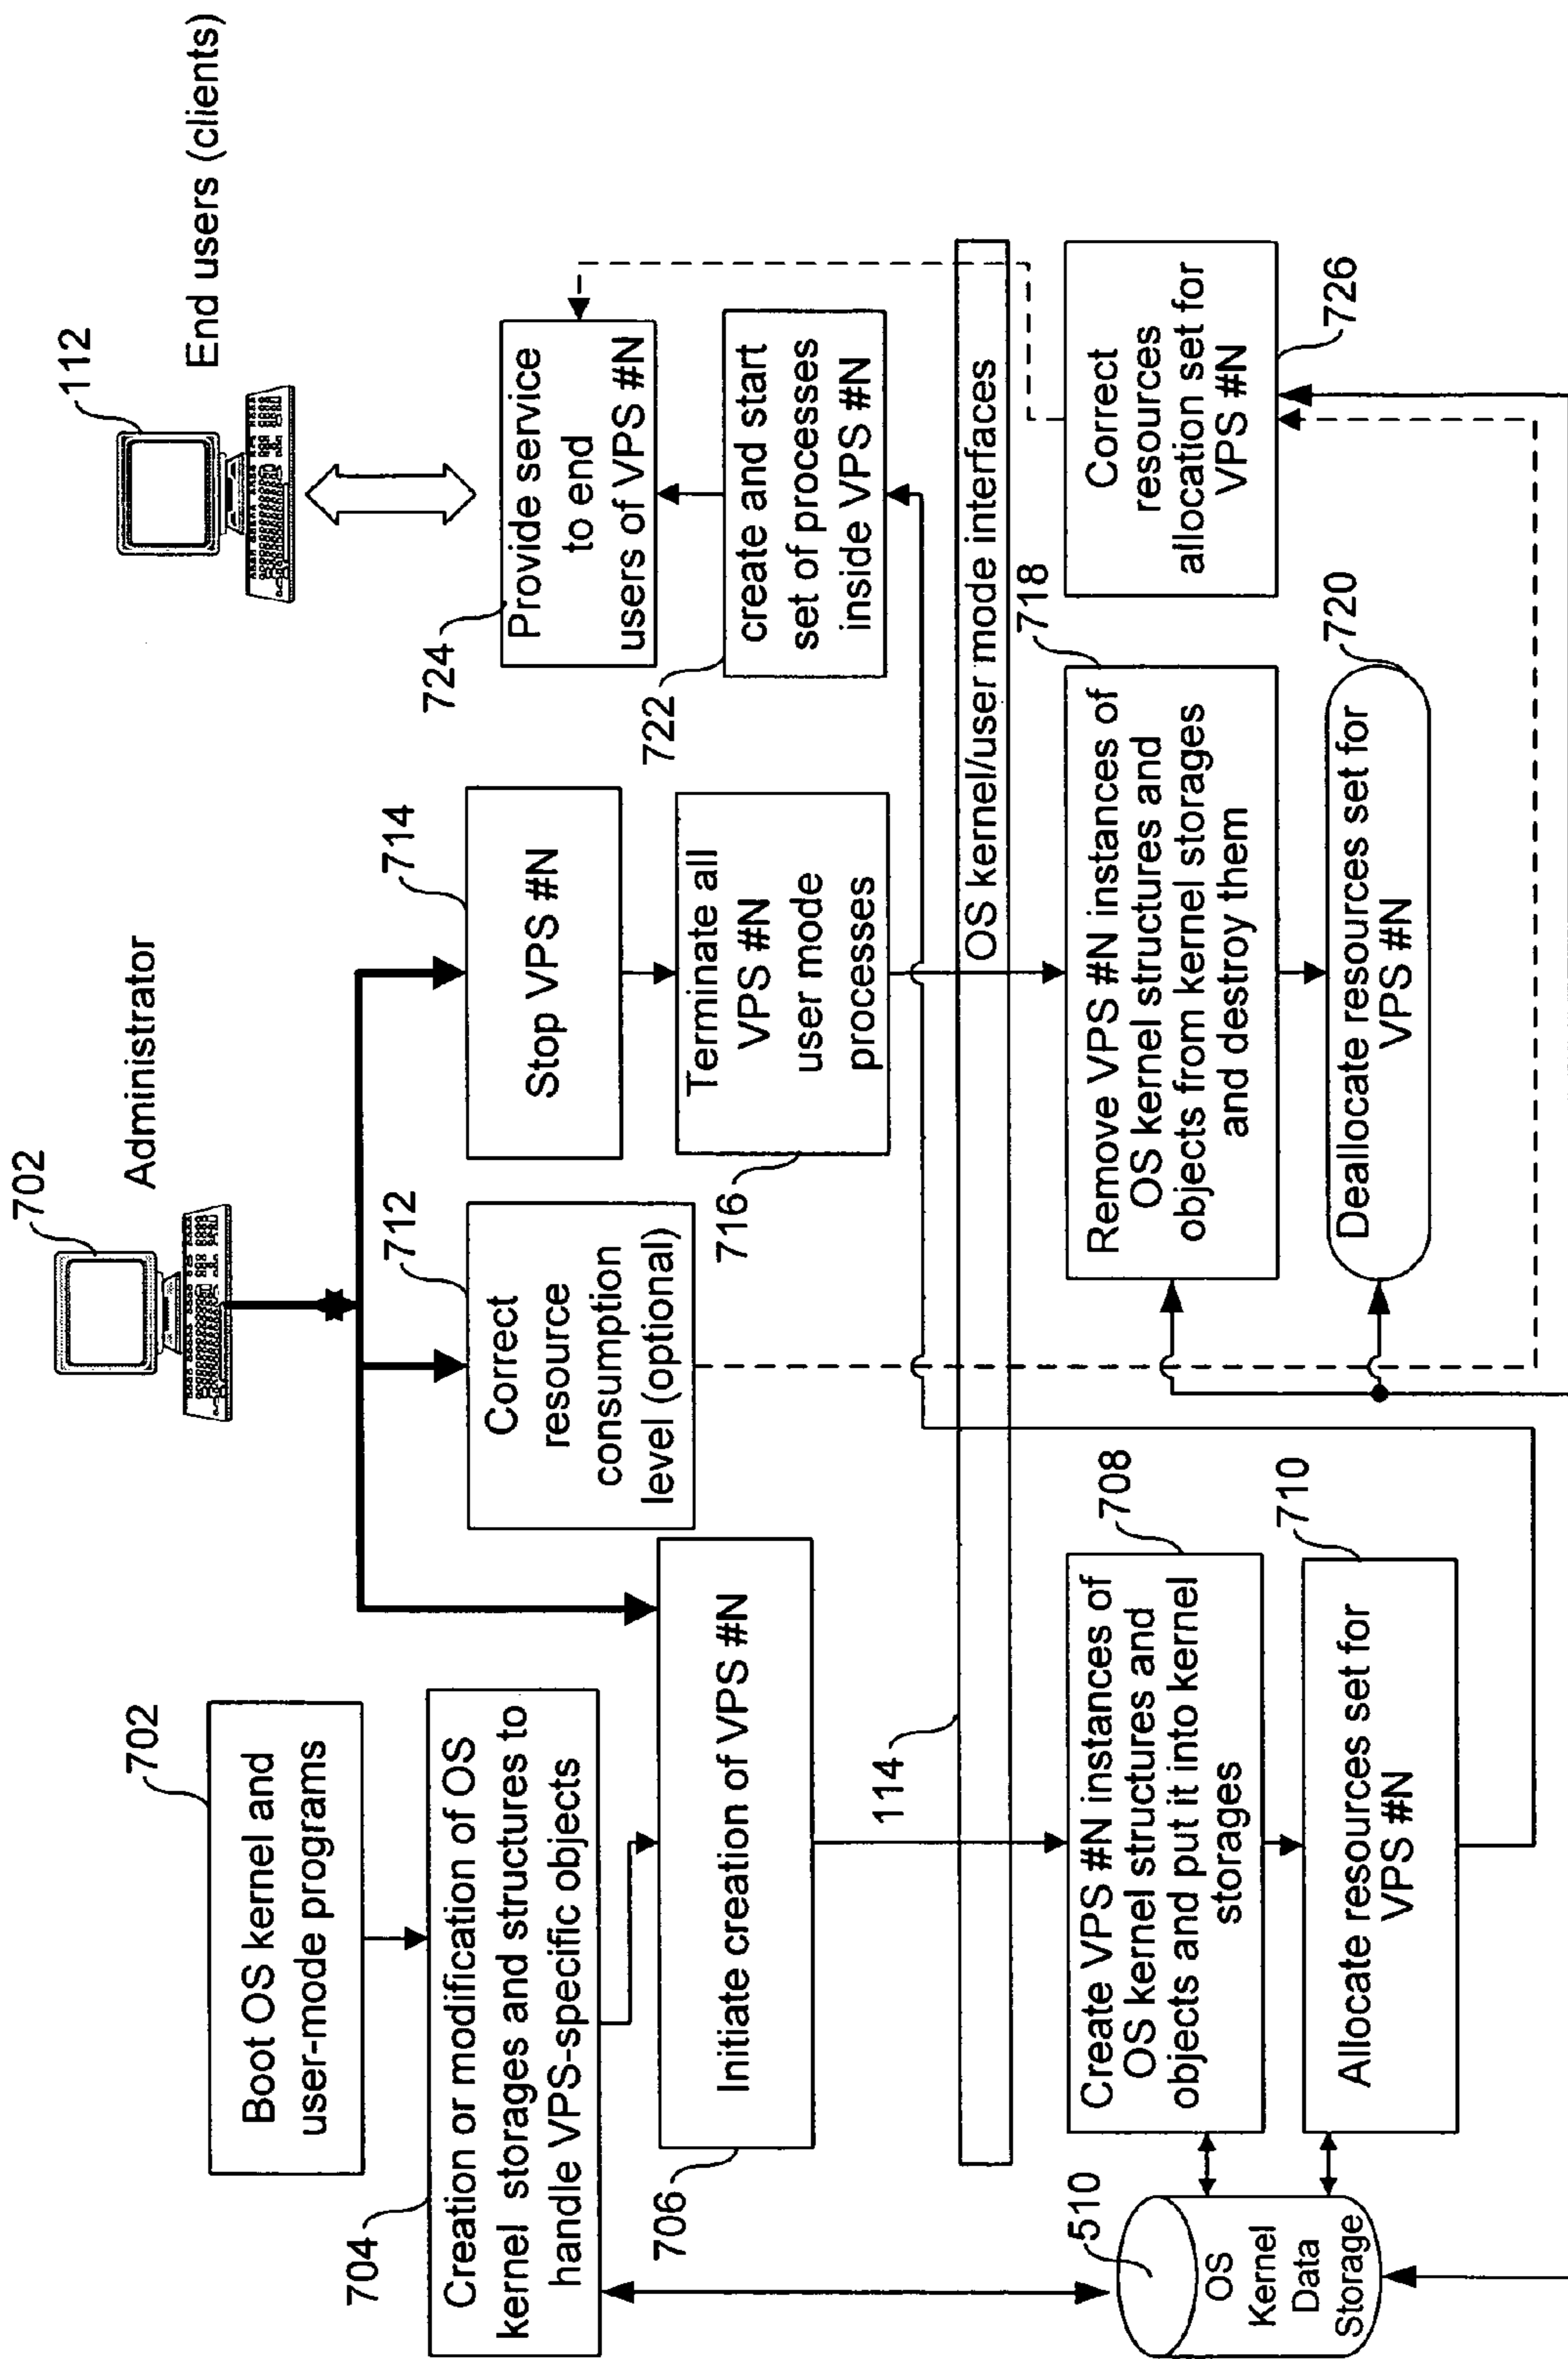 702
Administrator
112
End users (clients)
702
Boot OS kernel and
user-mode programs
704
Creation or modification of OS
kernel storages and structures to
handle VPS-specific objects
706
Initiate creation of VPS #N
712
Correct
resource
consumption
level (optional)
714
Stop VPS #N
716
Terminate all
VPS #N
user mode
processes
724
Provide service
to end
users of VPS #N
722
create and start
set of processes
inside VPS #N
114
OS kernel/user mode interfaces
510
OS
Kernel
Data
Storage
708
Create VPS #N instances of
OS kernel structures and
objects and put it into kernel
storages
710
Allocate resources set for
VPS #N
718
Remove VPS #N instances of
OS kernel structures and
objects from kernel storages
and destroy them
720
Deallocate resources set for
VPS #N
Correct
resources
allocation set for
VPS #N
726